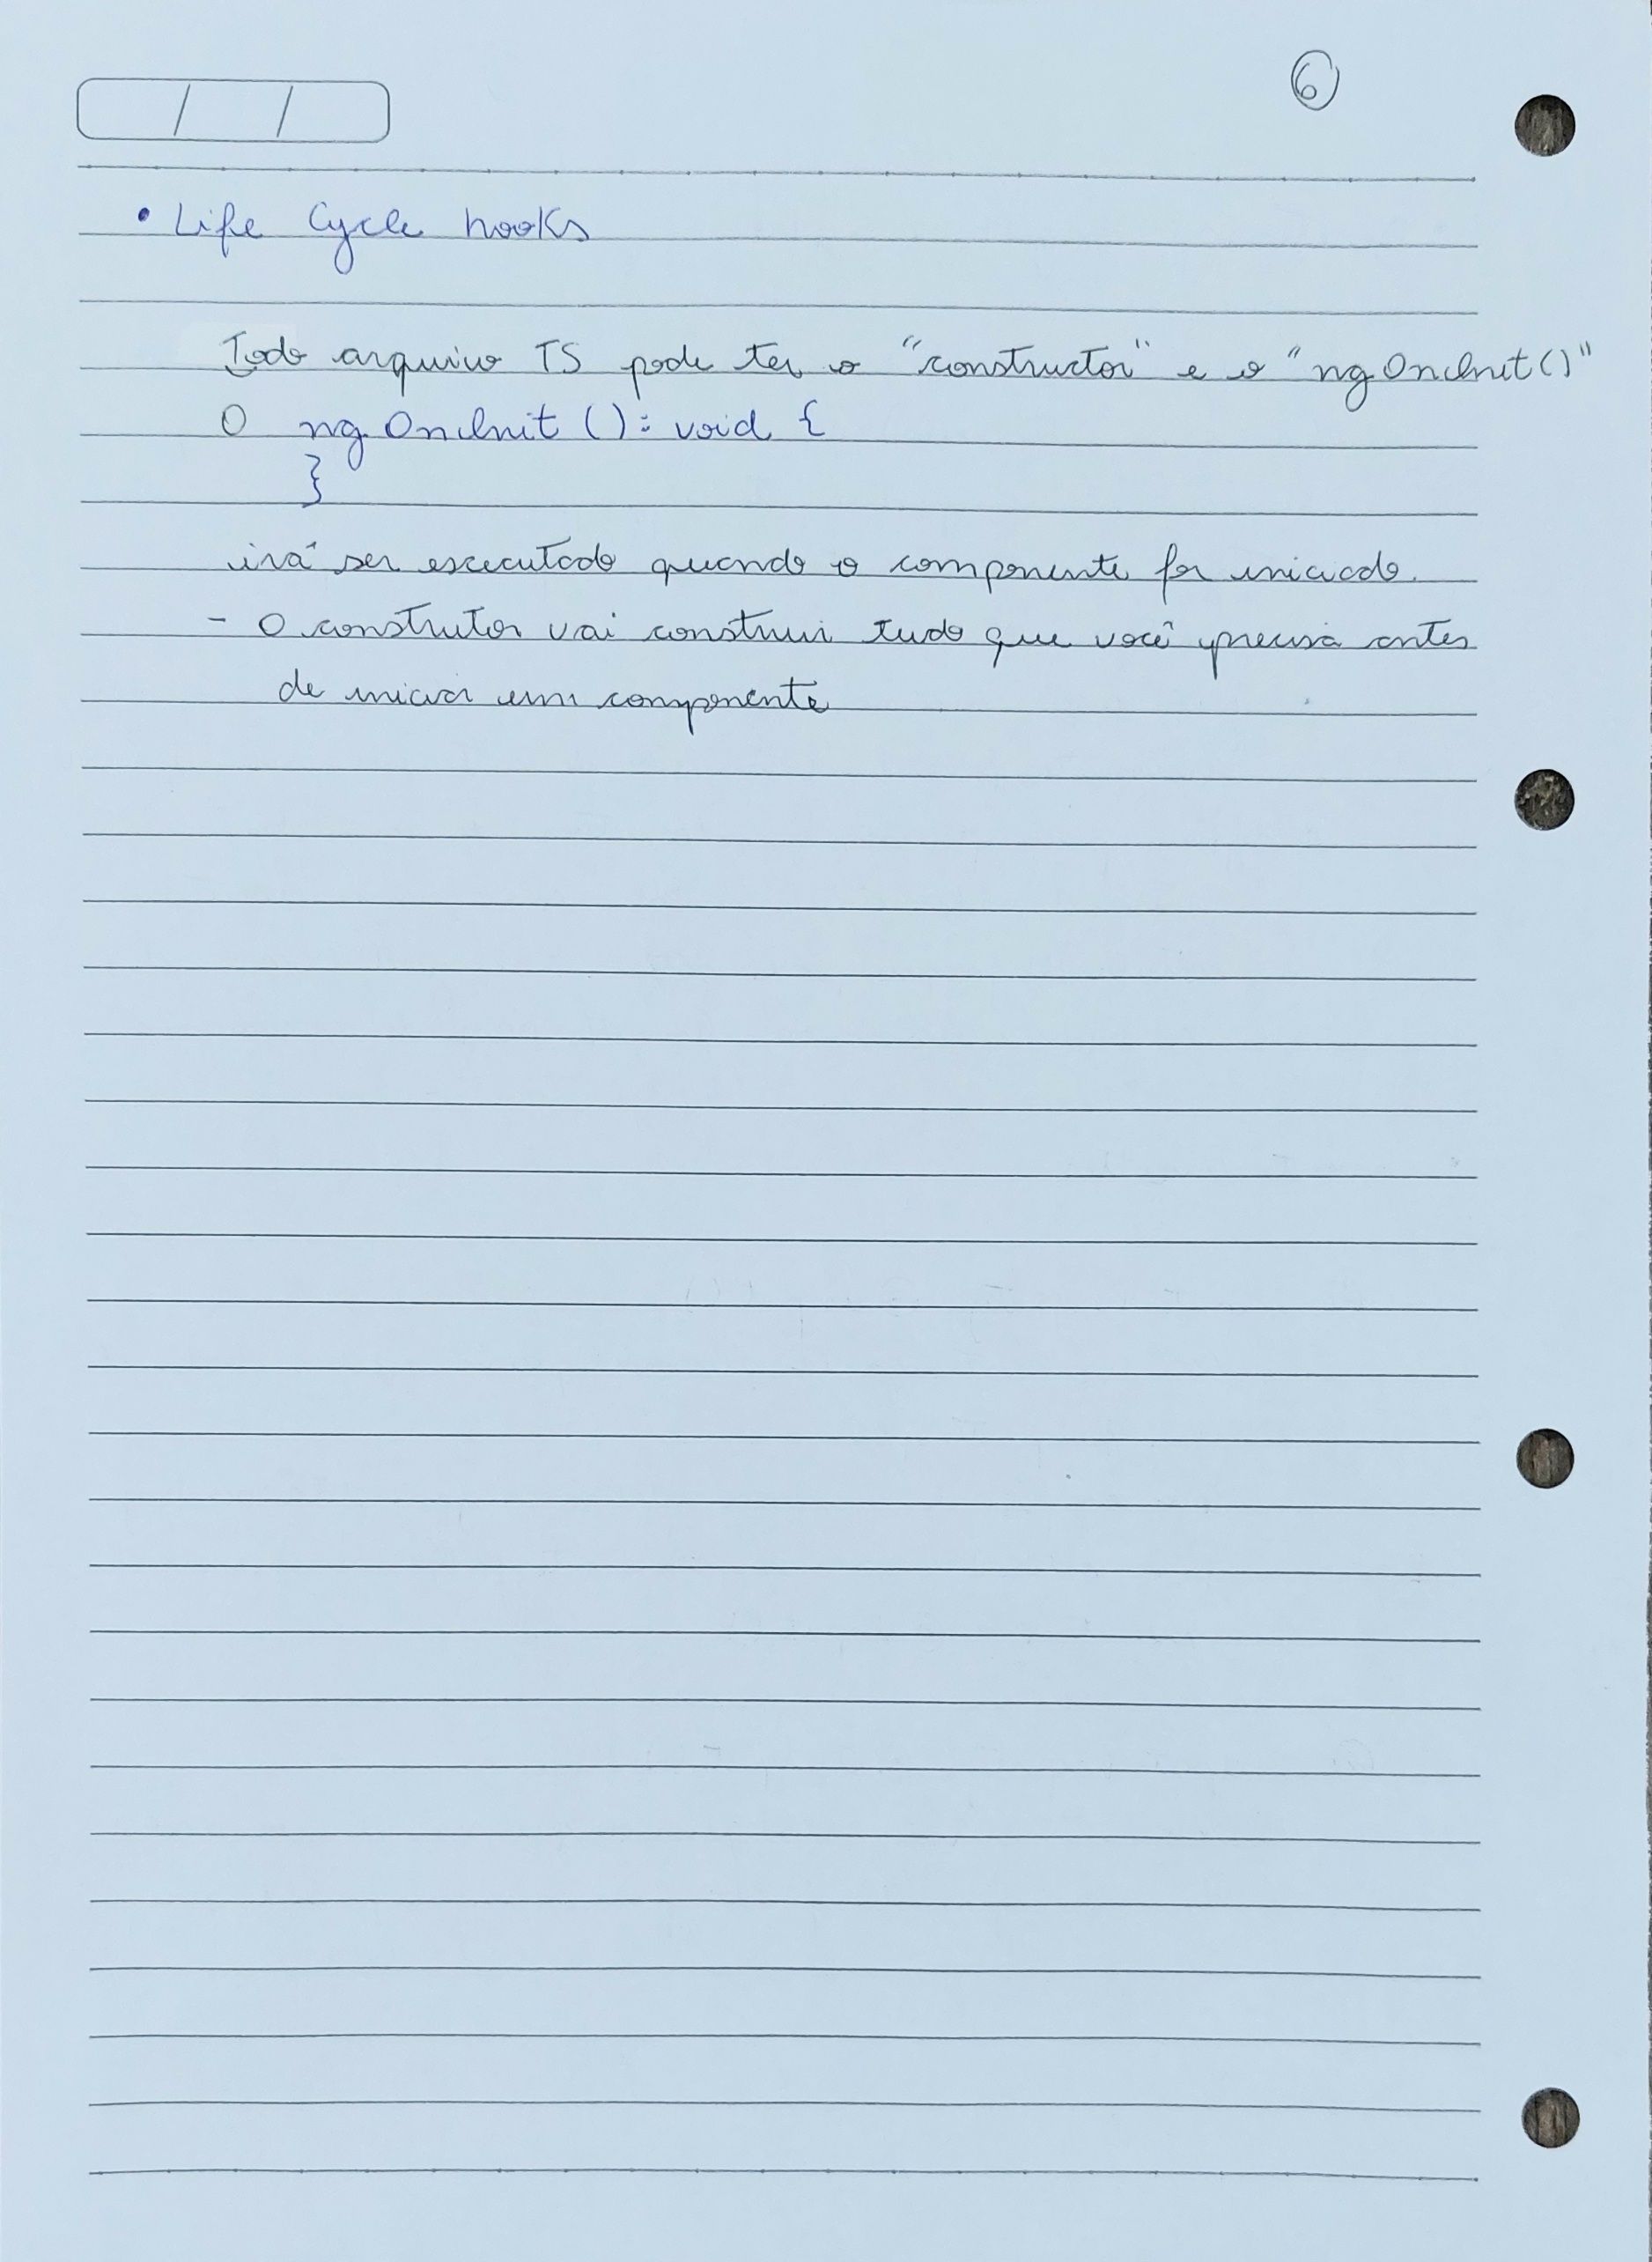 6
• Life Cycle hooks
Todo arquivo TS pode ter o "constructor" e o "ngOnInit()"
O ngOnInit (): void {
}
irá ser executado quando o componente for iniciado.
- O construtor vai construir tudo que você precisa antes
de iniciar um componente